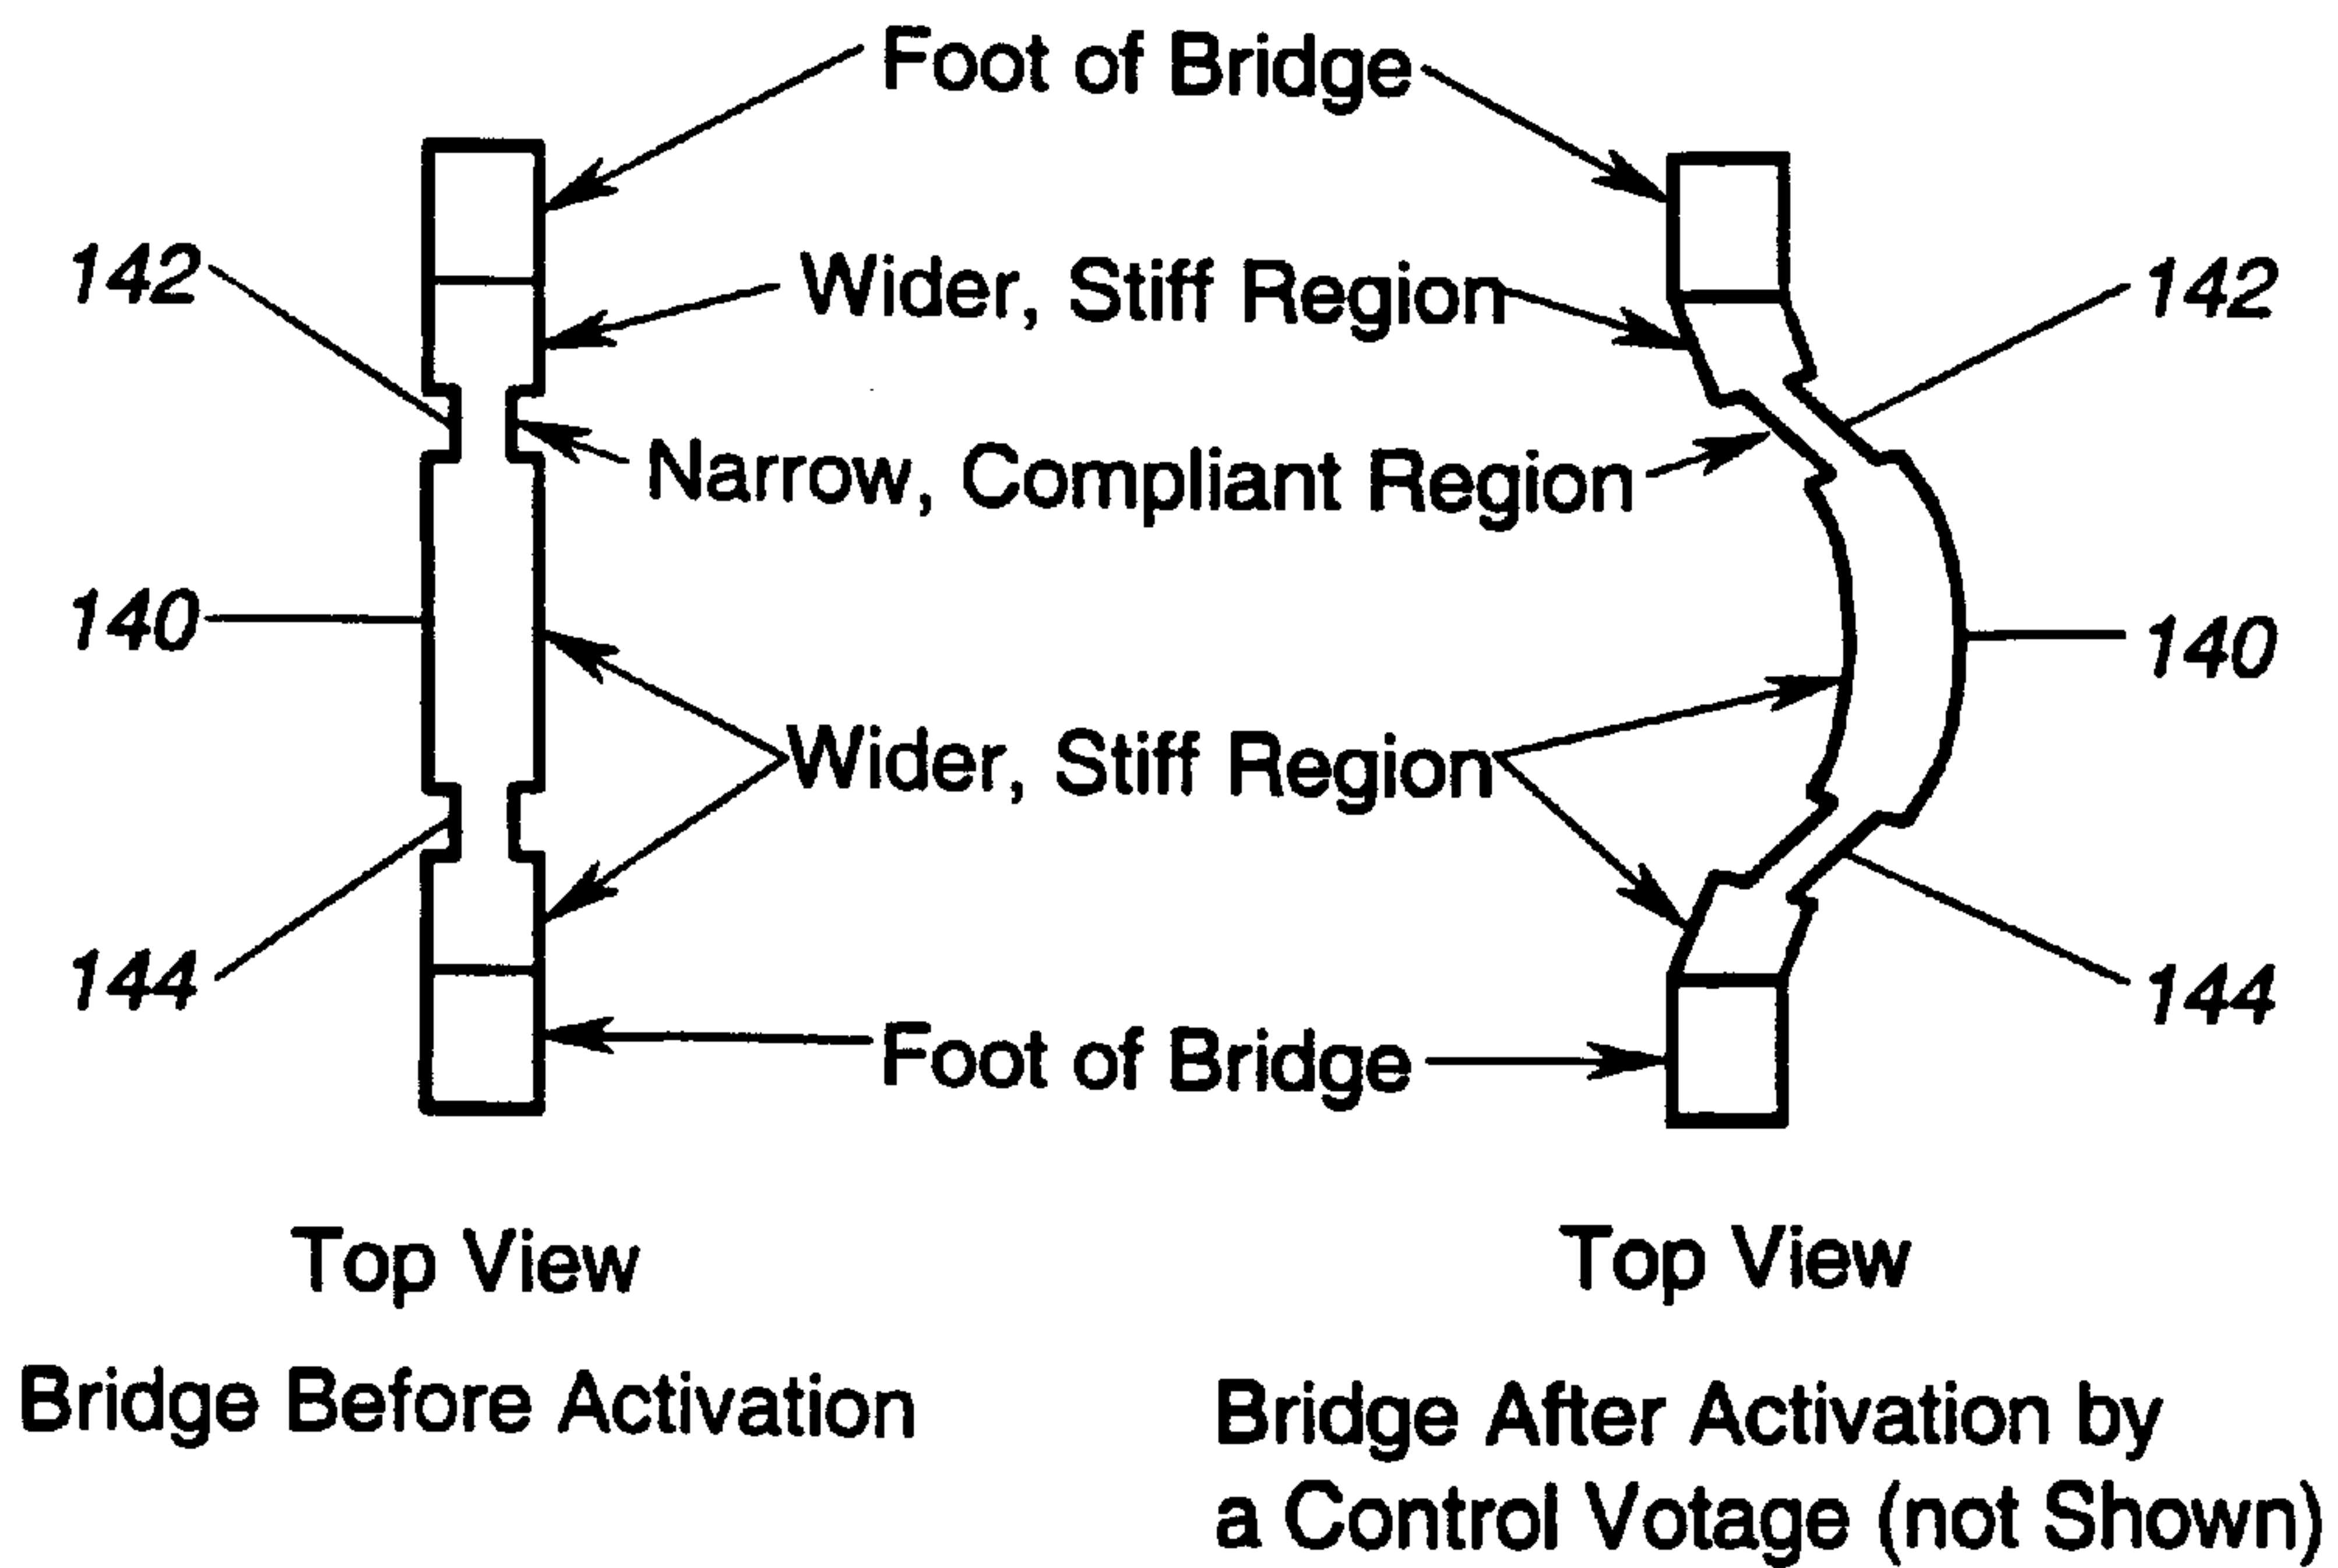 Foot of Bridge
142
Wider, Stiff Region
142
Narrow, Compliant Region
140
140
Wider, Stiff Region
144
144
Foot of Bridge
Top View
Top View
Bridge Before Activation
Bridge After Activation by
a Control Votage (not Shown)